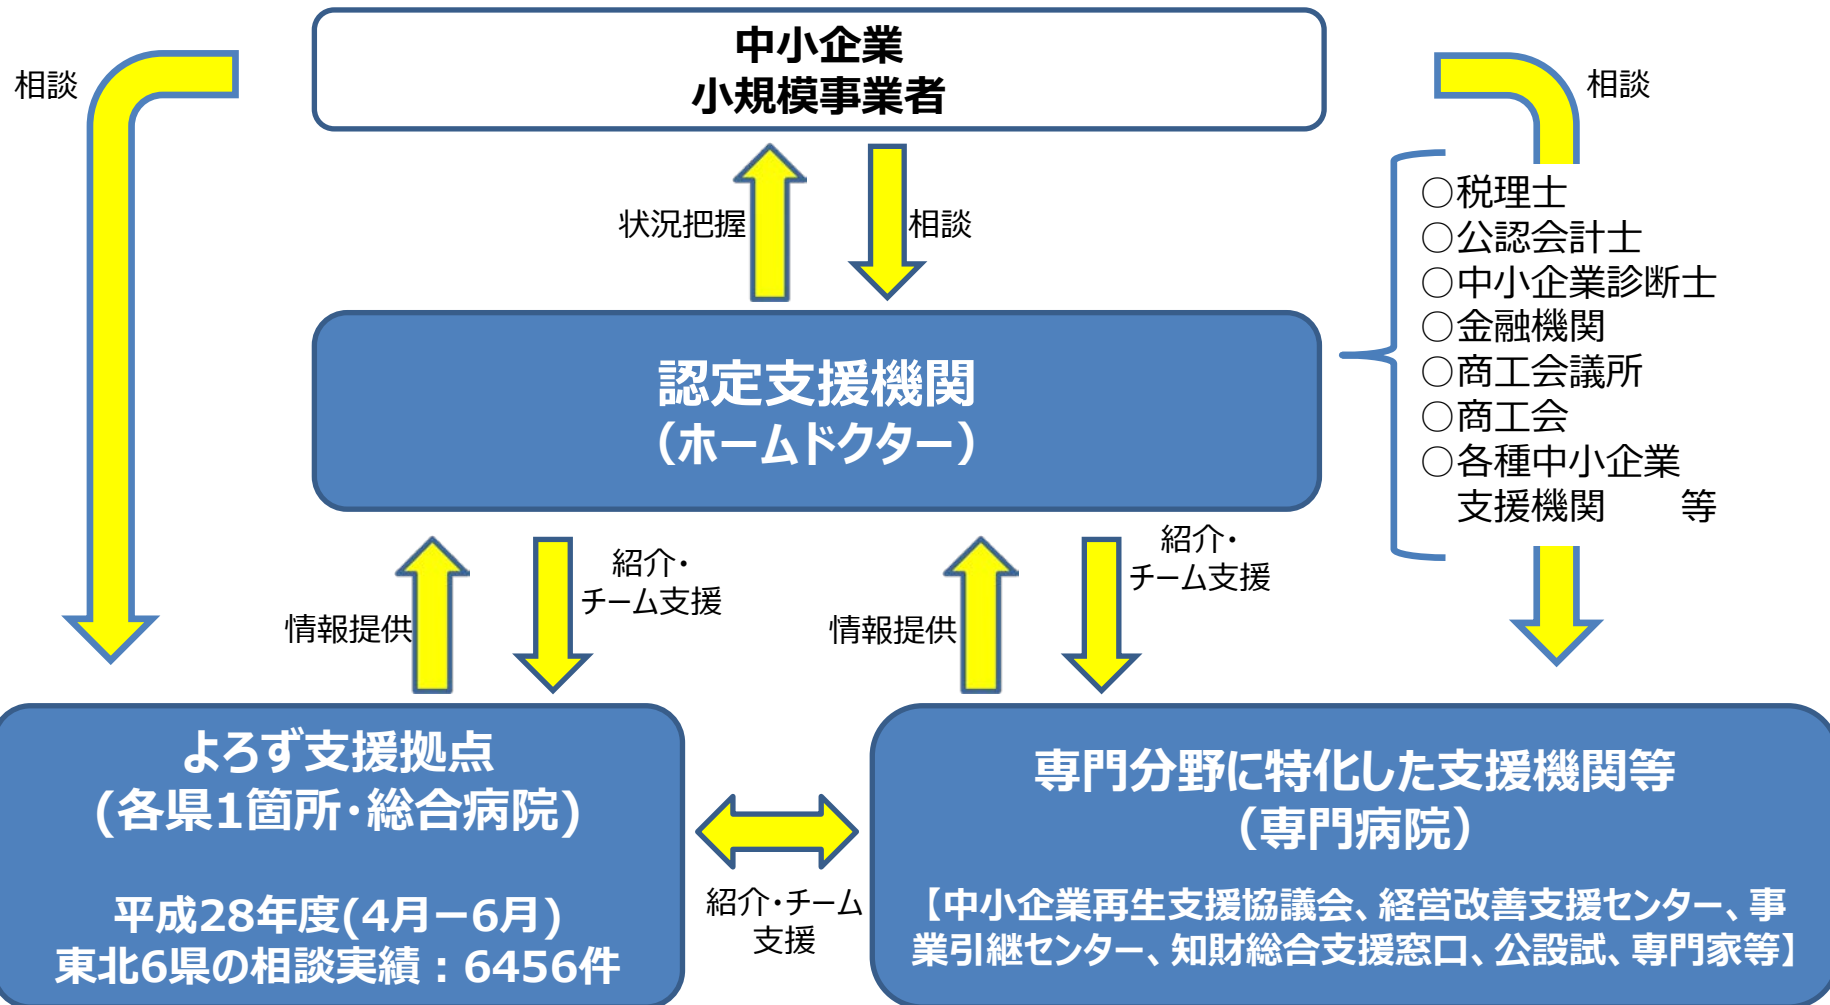 中小企業
小規模事業者
相談
相談
状況把握
相談
認定支援機関
（ホームドクター）
○税理士
○公認会計士
○中小企業診断士
○金融機関
○商工会議所
○商工会
○各種中小企業
支援機関　　等
情報提供
紹介・
チーム支援
情報提供
紹介・
チーム支援
よろず支援拠点
(各県1箇所・総合病院)
平成28年度(4月－6月)
東北6県の相談実績：6456件
紹介・チーム
支援
専門分野に特化した支援機関等
（専門病院）
【中小企業再生支援協議会、経営改善支援センター、事
業引継センター、知財総合支援窓口、公設試、専門家等】